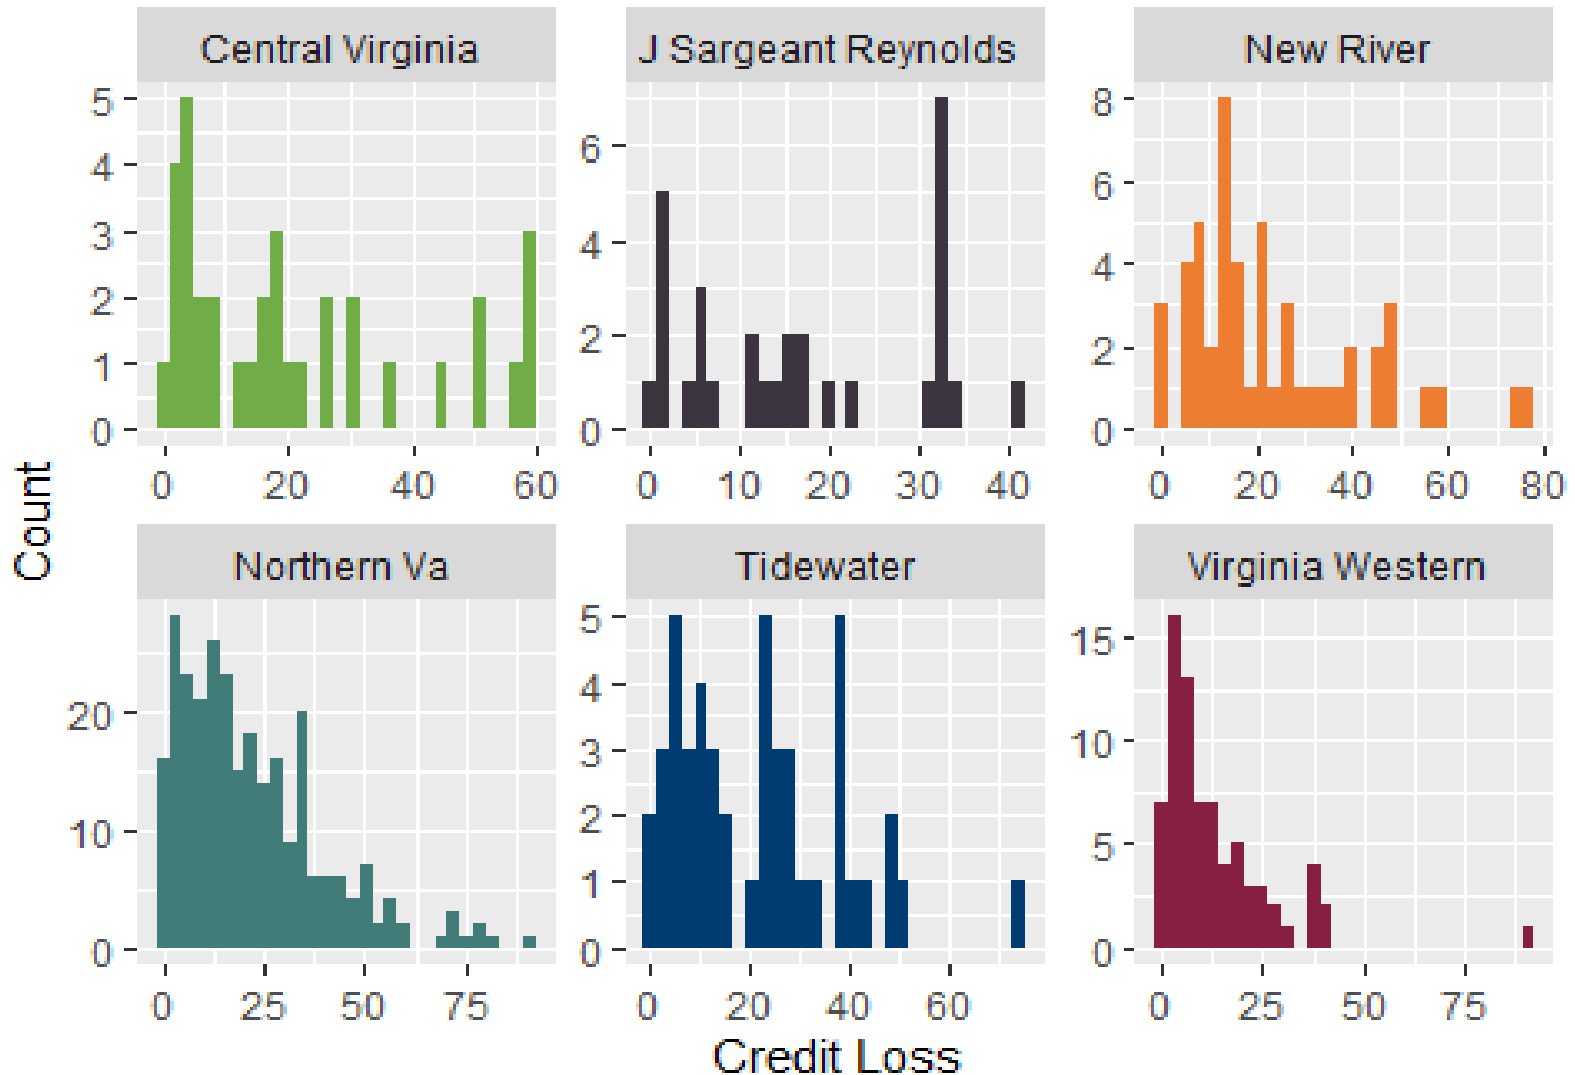 Central Virginia
J Sargeant Reynolds
New River
5
4
3
2
1
0
0 20 40 60
6
4
2
0
0 10 20 30 40
8
6
4
2
0
0 20 40 60 80
Count
Northern Va
Tidewater
Virginia Western
20
10
0
0 25 50 75
5
4
3
2
1
0
0 20 40 60
15
10
5
0
0 25 50 75
Credit Loss